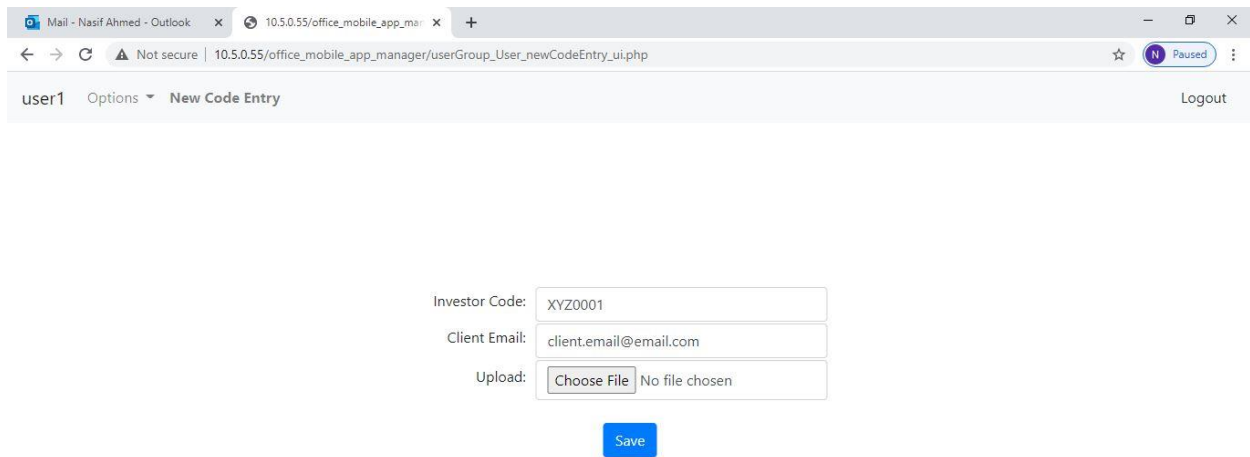 Mail - Nasif Ahmed - Outlook 10.5.0.55/office_mobile_app_mar
Not secure | 10.5.0.55/office_mobile_app_manager/userGroup_User_newCodeEntry_ui.php N Paused
user1 Options New Code Entry Logout
Investor Code: XYZ0001
Client Email: client.email@email.com
Upload: Choose File No file chosen
Save